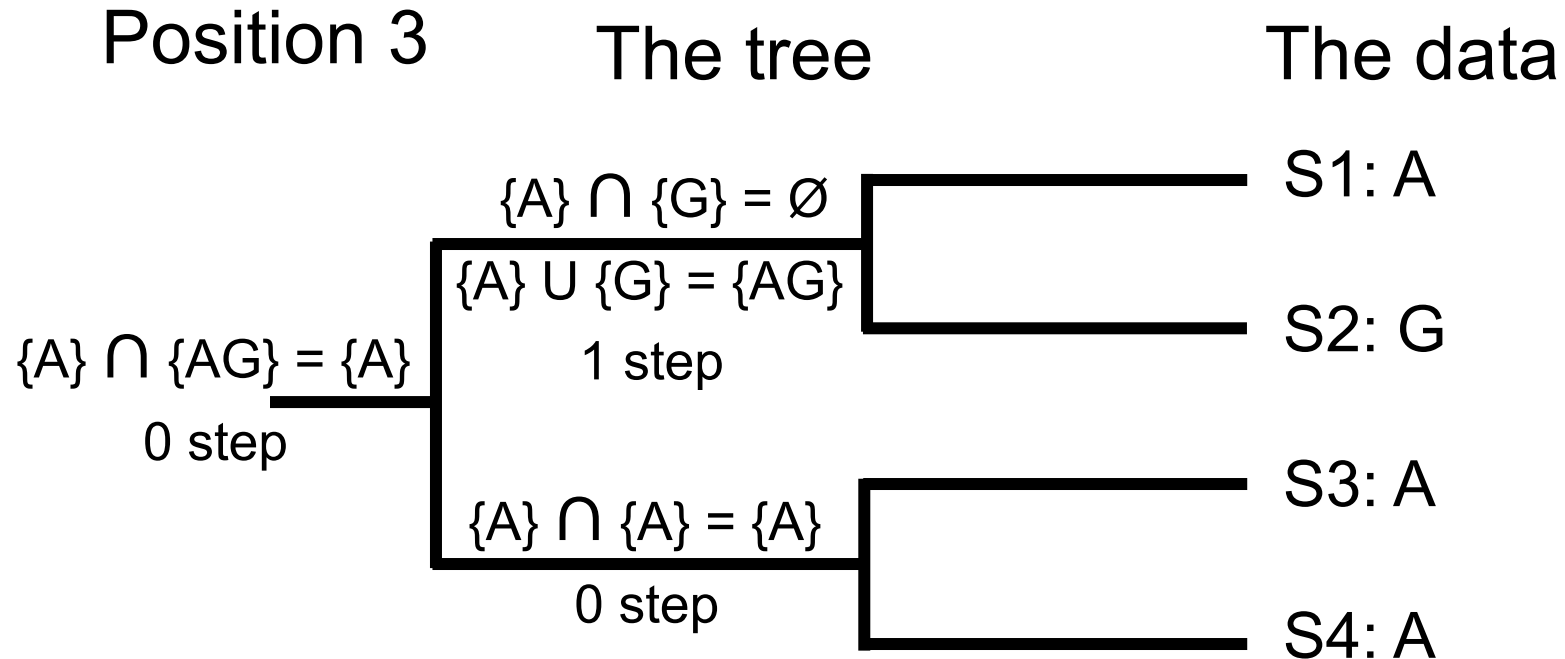 Position 3
The tree
The data
{A} ∩ {G} = Ø
{A} U {G} = {AG}
1 step
{A} ∩ {AG} = {A}
0 step
{A} ∩ {A} = {A}
0 step
S1: A
S2: G
S3: A
S4: A